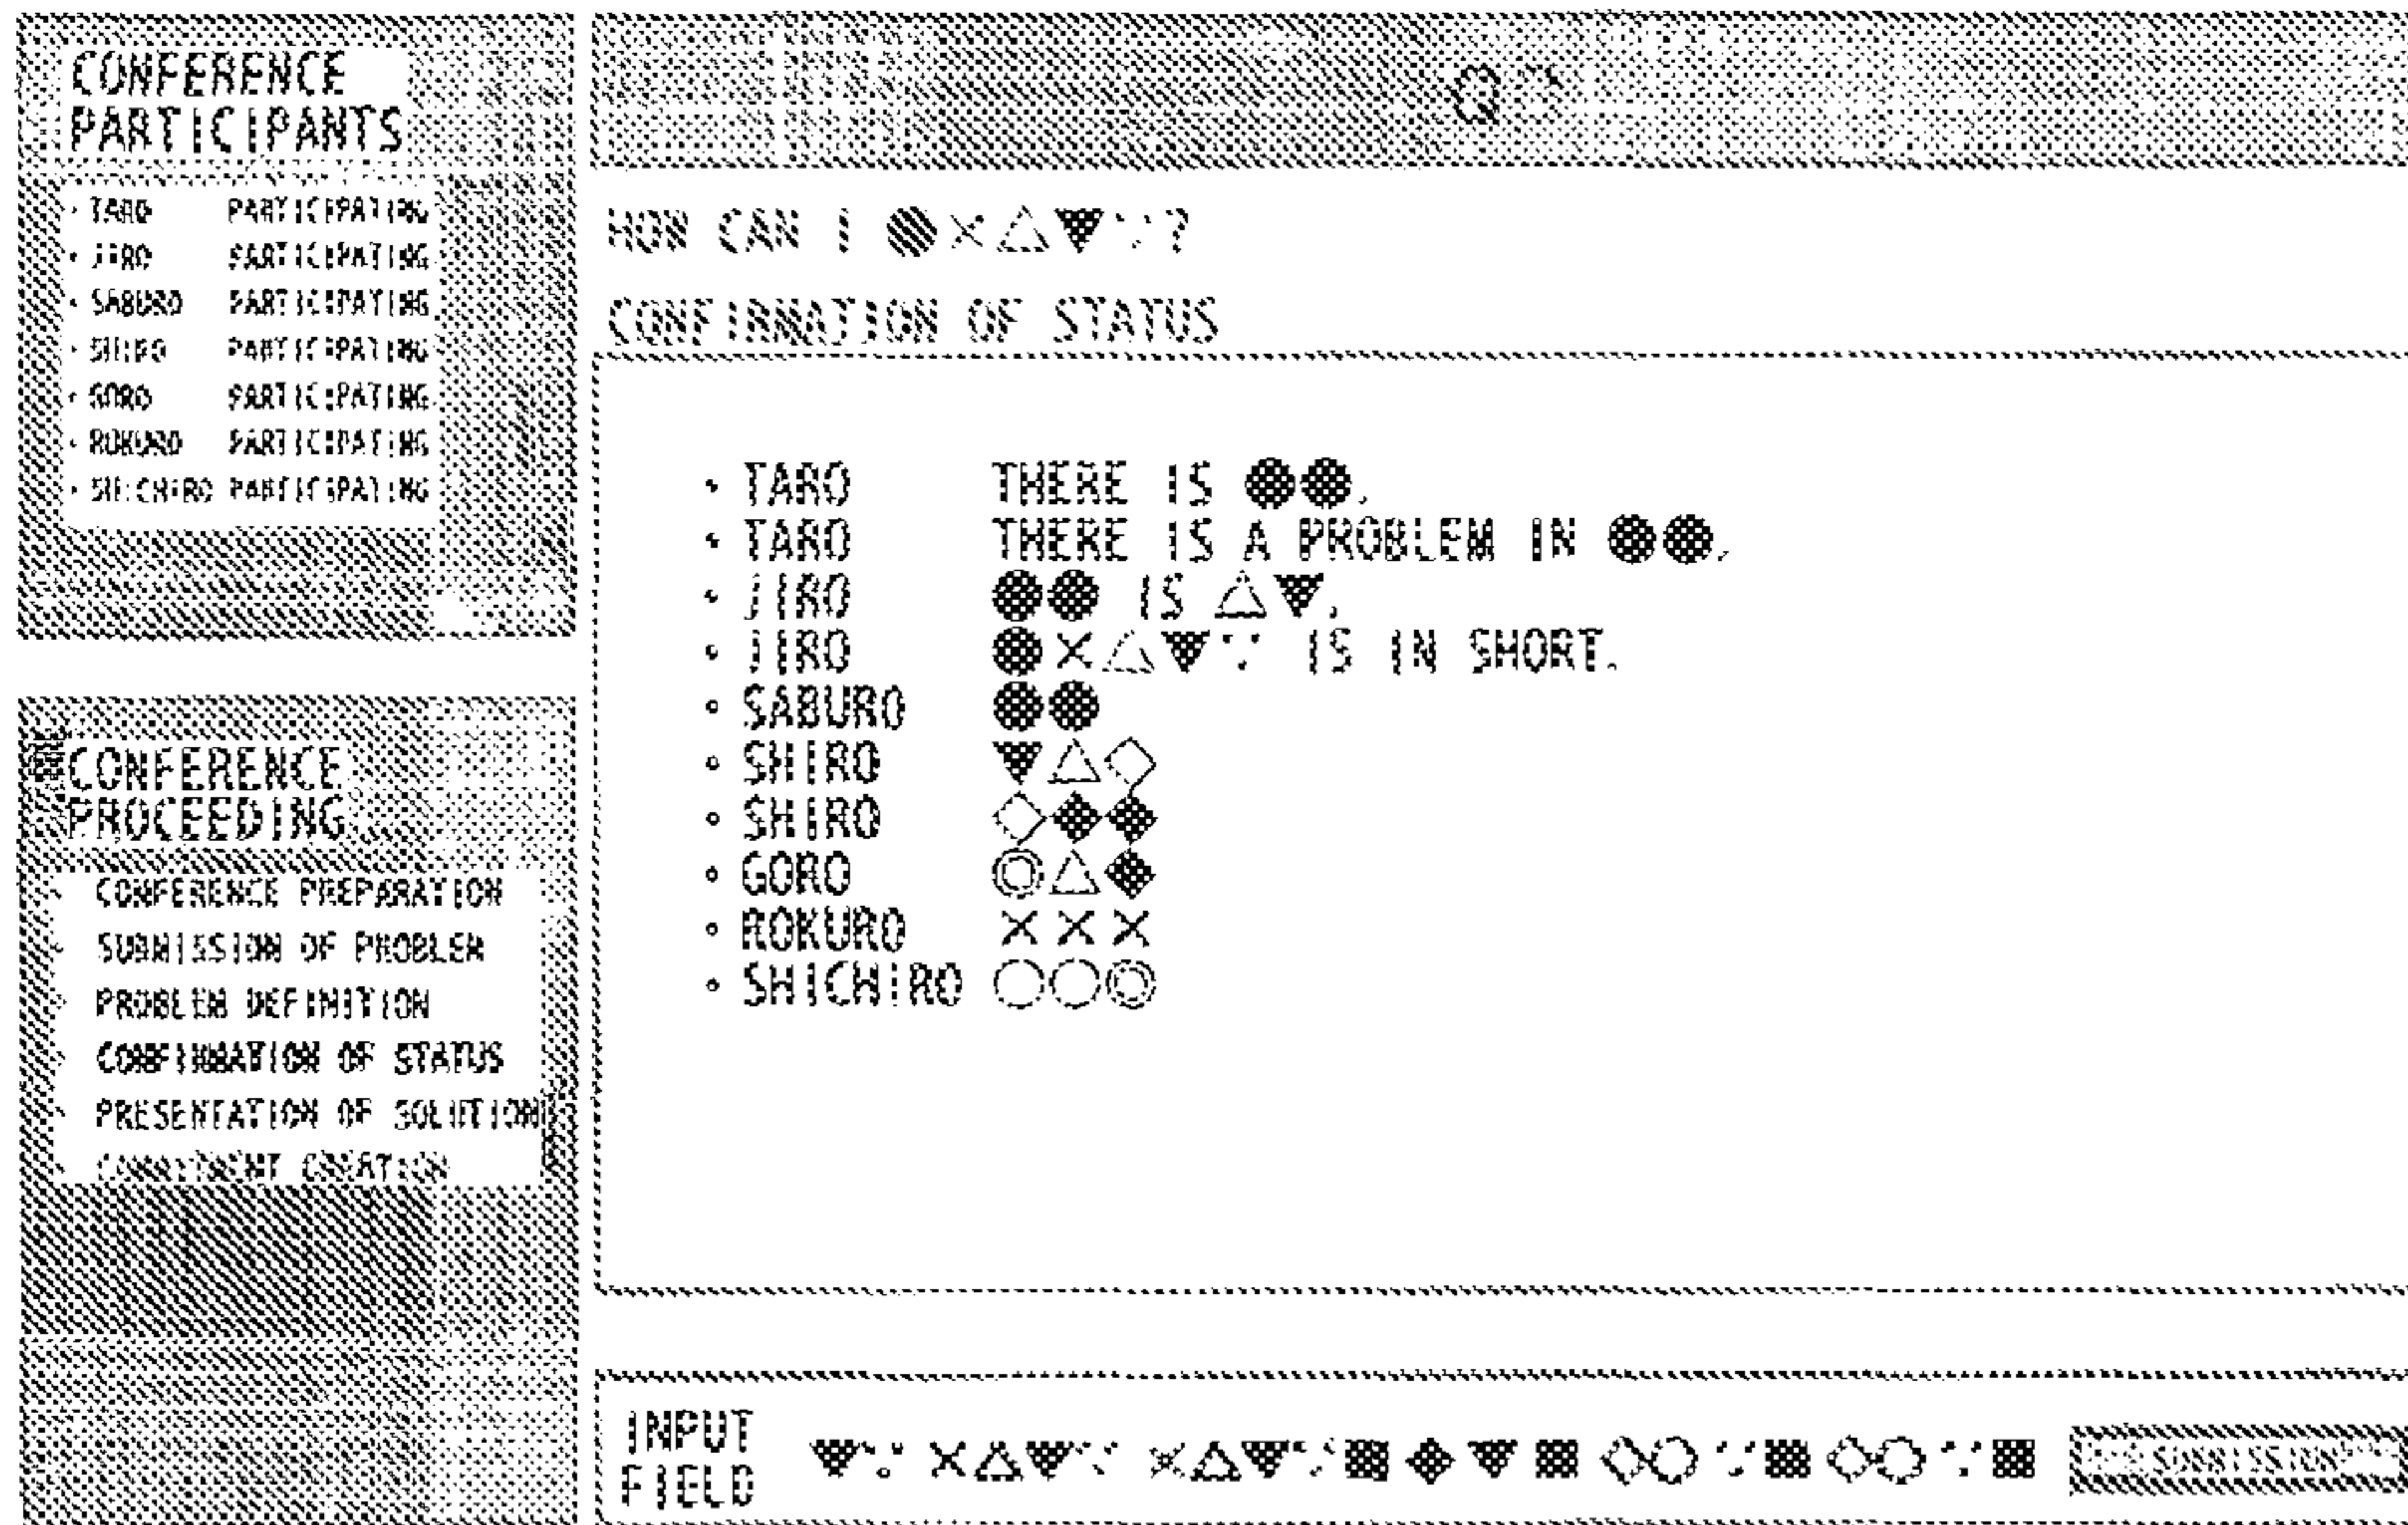 CONFERENCE
PARTICIPANTS
・TARO PARTICIPATING
・JIRO PARTICIPATING
・SABURO PARTICIPATING
・SHIRO PARTICIPATING
・GORO PARTICIPATING
・ROKURO PARTICIPATING
・SHICHIRO PARTICIPATING
CONFERENCE
PROCEEDING
CONFERENCE PREPARATION
SUBMISSION OF PROBLEM
PROBLEM DEFINITION
CONFIRMATION OF STATUS
PRESENTATION OF SOLUTION
CREATION
HOW CAN I ●×△▼∵?
CONFIRMATION OF STATUS
・TARO THERE IS ●●.
・TARO THERE IS A PROBLEM IN ●●.
・JIRO ●● IS △▼.
・JIRO ●×△▼∵ IS IN SHORT.
・SABURO ●●
・SHIRO ▼△◇
・SHIRO ◇◆◆
・GORO ◎△◆
・ROKURO ×××
・SHICHIRO ○○◎
INPUT
FIELD ▼∵ ×△▼∵ ×△▼∵■◆▼■◇○∵■◇○∵■ SUBMISSION